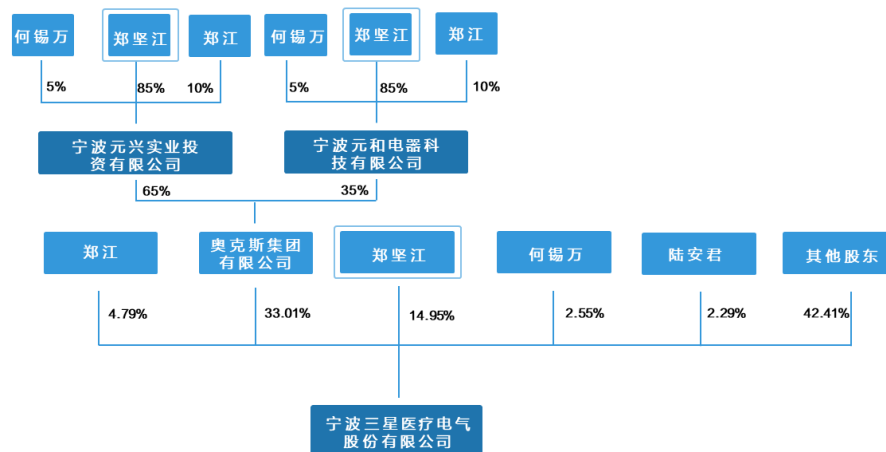 何锡万
郑坚江
郑江
何锡万
郑坚江
郑江
5%
85%
10%
5%
85%
10%
宁波元兴实业投
资有限公司
宁波元和电器科
技有限公司
65%
35%
郑江
奥克斯集团
有限公司
郑坚江
何锡万
陆安君
其他股东
4.79%
33.01%
14.95%
2.55%
2.29%
42.41%
宁波三星医疗电气
股份有限公司